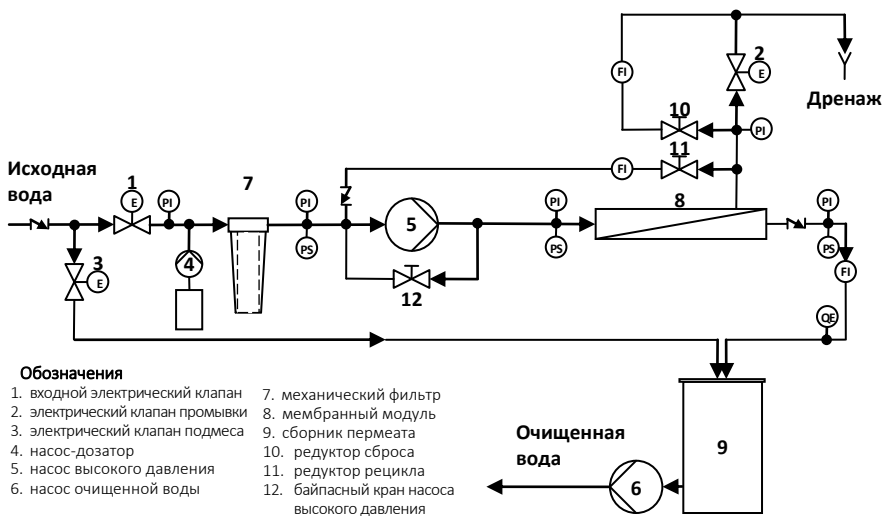 2
E
FI
Дренаж
10
PI
11
FI
Исходная
вода
1
E
PI
7
PI
PS
5
PI
PS
8
PI
PS
3
E
4
12
FI
QE
Обозначения
1. входной электрический клапан
2. электрический клапан промывки
3. электрический клапан подмеса
4. насос-дозатор
5. насос высокого давления
6. насос очищенной воды
7. механический фильтр
8. мембранный модуль
9. сборник пермеата
10. редуктор сброса
11. редуктор рецикла
12. байпасный кран насоса
высокого давления
Очищенная
вода
6
9